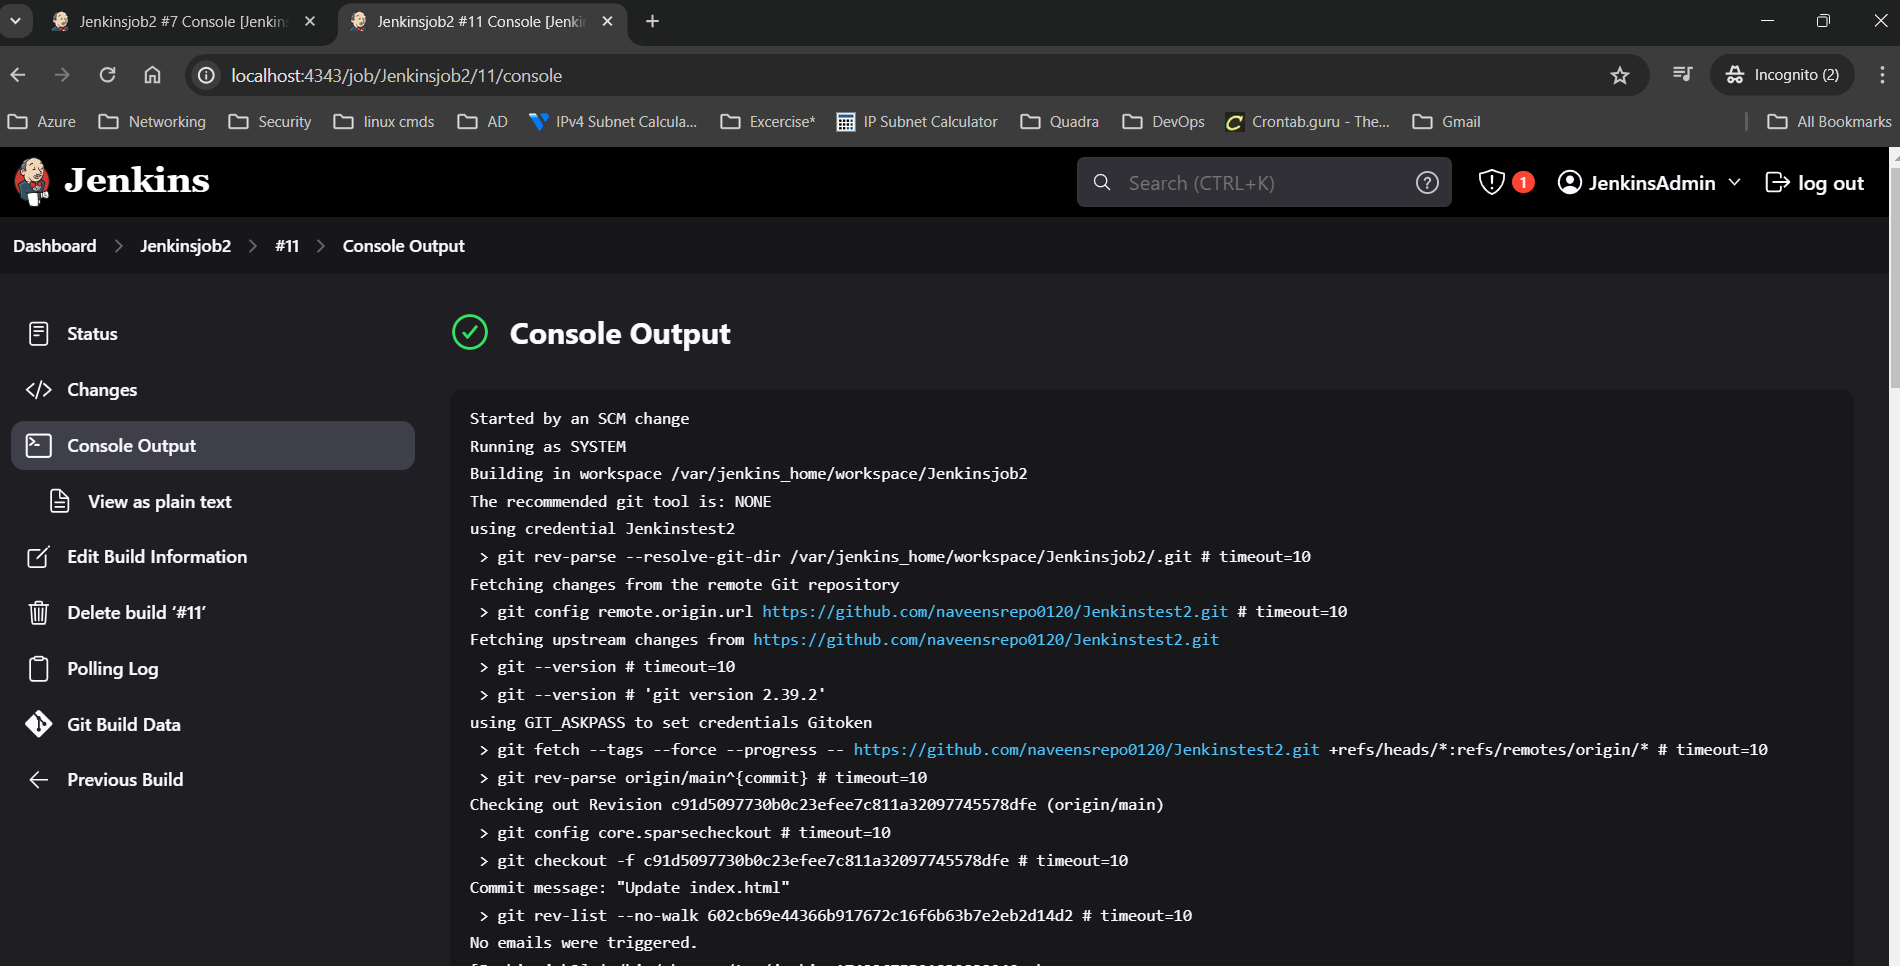 Jenkinsjob2 #7 Console [Jenkins
Jenkinsjob2 #11 Console [Jenki
localhost:4343/job/Jenkinsjob2/11/console
Incognito (2)
Azure
Networking
Security
linux cmds
AD
IPv4 Subnet Calcula...
Excercise*
IP Subnet Calculator
Quadra
DevOps
Crontab.guru - The...
Gmail
All Bookmarks
Jenkins
Search (CTRL+K)
1
JenkinsAdmin
log out
Dashboard > Jenkinsjob2 > #11 > Console Output
Status
Changes
Console Output
View as plain text
Edit Build Information
Delete build ‘#11’
Polling Log
Git Build Data
Previous Build
Console Output
Started by an SCM change
Running as SYSTEM
Building in workspace /var/jenkins_home/workspace/Jenkinsjob2
The recommended git tool is: NONE
using credential Jenkinstest2
> git rev-parse --resolve-git-dir /var/jenkins_home/workspace/Jenkinsjob2/.git # timeout=10
Fetching changes from the remote Git repository
> git config remote.origin.url https://github.com/naveensrepo0120/Jenkinstest2.git # timeout=10
Fetching upstream changes from https://github.com/naveensrepo0120/Jenkinstest2.git
> git --version # timeout=10
> git --version # 'git version 2.39.2'
using GIT_ASKPASS to set credentials Gitoken
> git fetch --tags --force --progress -- https://github.com/naveensrepo0120/Jenkinstest2.git +refs/heads/*:refs/remotes/origin/* # timeout=10
> git rev-parse origin/main^{commit} # timeout=10
Checking out Revision c91d5097730b0c23efee7c811a32097745578dfe (origin/main)
> git config core.sparsecheckout # timeout=10
> git checkout -f c91d5097730b0c23efee7c811a32097745578dfe # timeout=10
Commit message: "Update index.html"
> git rev-list --no-walk 602cb69e44366b917672c16f6b63b7e2eb2d14d2 # timeout=10
No emails were triggered.